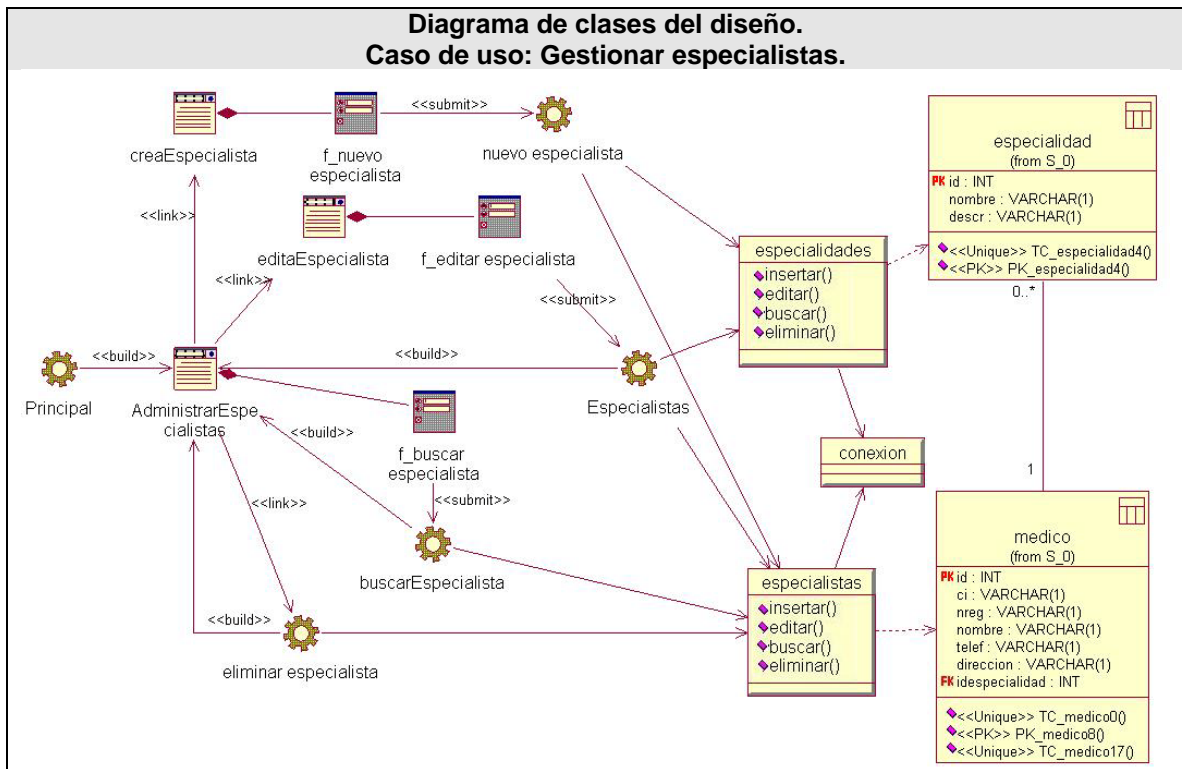 Diagrama de clases del diseño.
Caso de uso: Gestionar especialistas.
creaEspecialista
f_nuevo
especialista
<<submit>>
nuevo especialista
<<link>>
editaEspecialista
f_editar especialista
<<link>>
<<submit>>
Principal
<<build>>
AdministrarEspe
cialistas
<<build>>
Especialistas
f_buscar
especialista
<<build>>
<<submit>>
<<link>>
buscarEspecialista
<<build>>
eliminar especialista
especialidades
insertar()
editar()
buscar()
eliminar()
conexion
especialistas
insertar()
editar()
buscar()
eliminar()
especialidad
(from S_0)
PK id : INT
nombre : VARCHAR(1)
descr : VARCHAR(1)
<<Unique>> TC_especialidad4()
<<PK>> PK_especialidad4()
0..*
1
medico
(from S_0)
PK id : INT
ci : VARCHAR(1)
nreg : VARCHAR(1)
nombre : VARCHAR(1)
telef : VARCHAR(1)
direccion : VARCHAR(1)
FK idespecialidad : INT
<<Unique>> TC_medico0()
<<PK>> PK_medico8()
<<Unique>> TC_medico17()